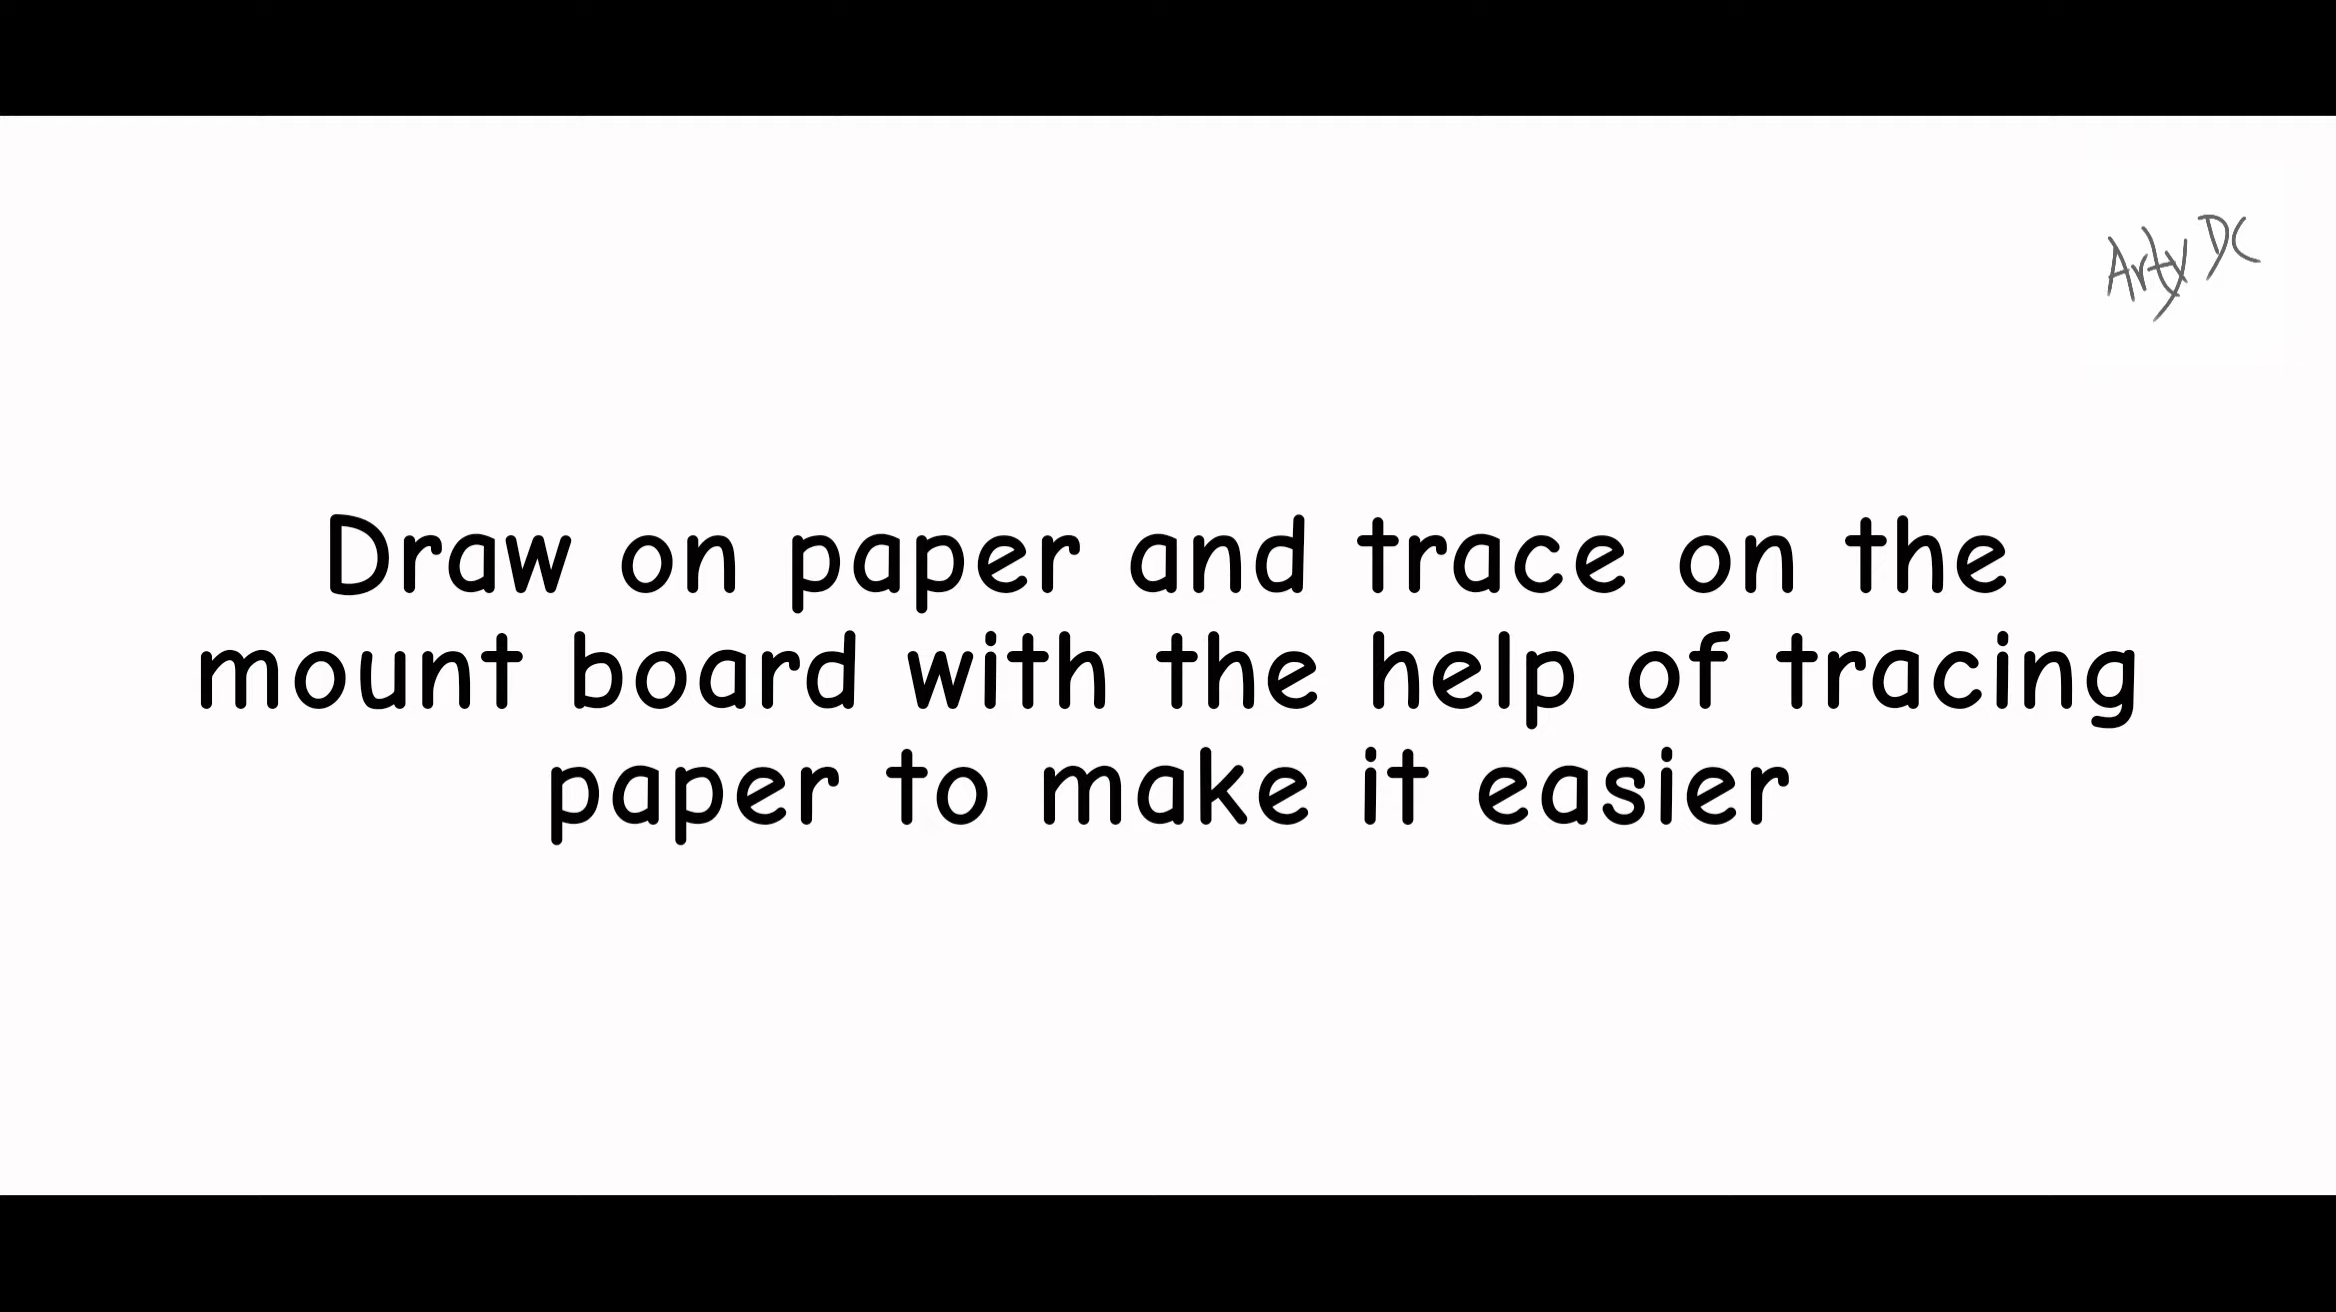 Arty DC
Draw on paper and trace on the
mount board with the help of tracing
paper to make it easier